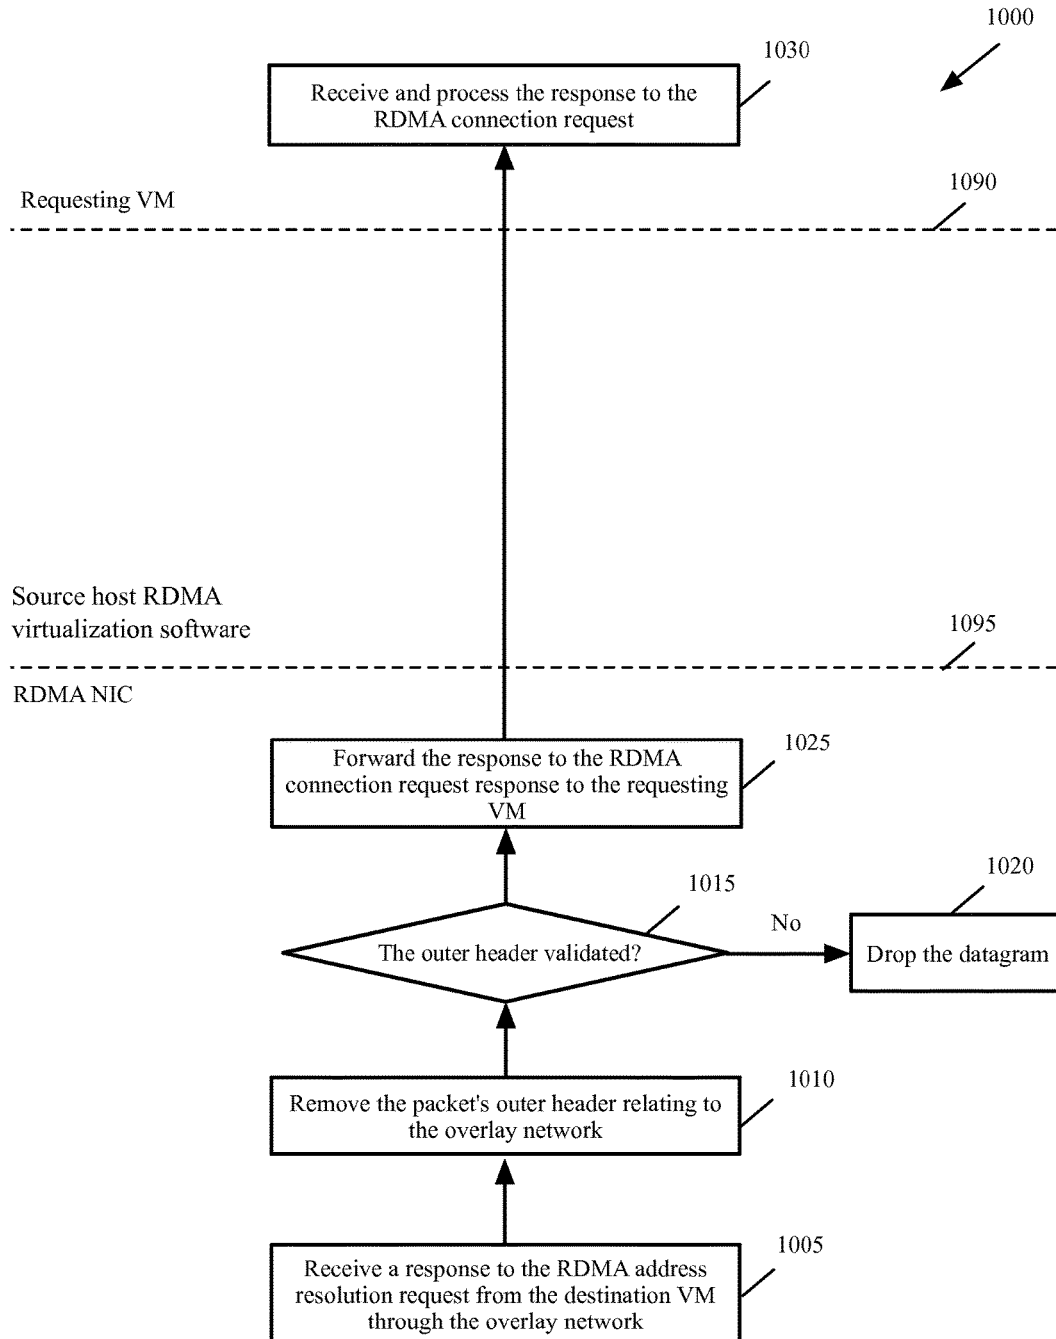 1000
1030
Receive and process the response to the
RDMA connection request
Requesting VM
1090
Source host RDMA
virtualization software
1095
RDMA NIC
1025
Forward the response to the RDMA
connection request response to the requesting
VM
1015
1020
No
The outer header validated?
Drop the datagram
1010
Remove the packet's outer header relating to
the overlay network
1005
Receive a response to the RDMA address
resolution request from the destination VM
through the overlay network